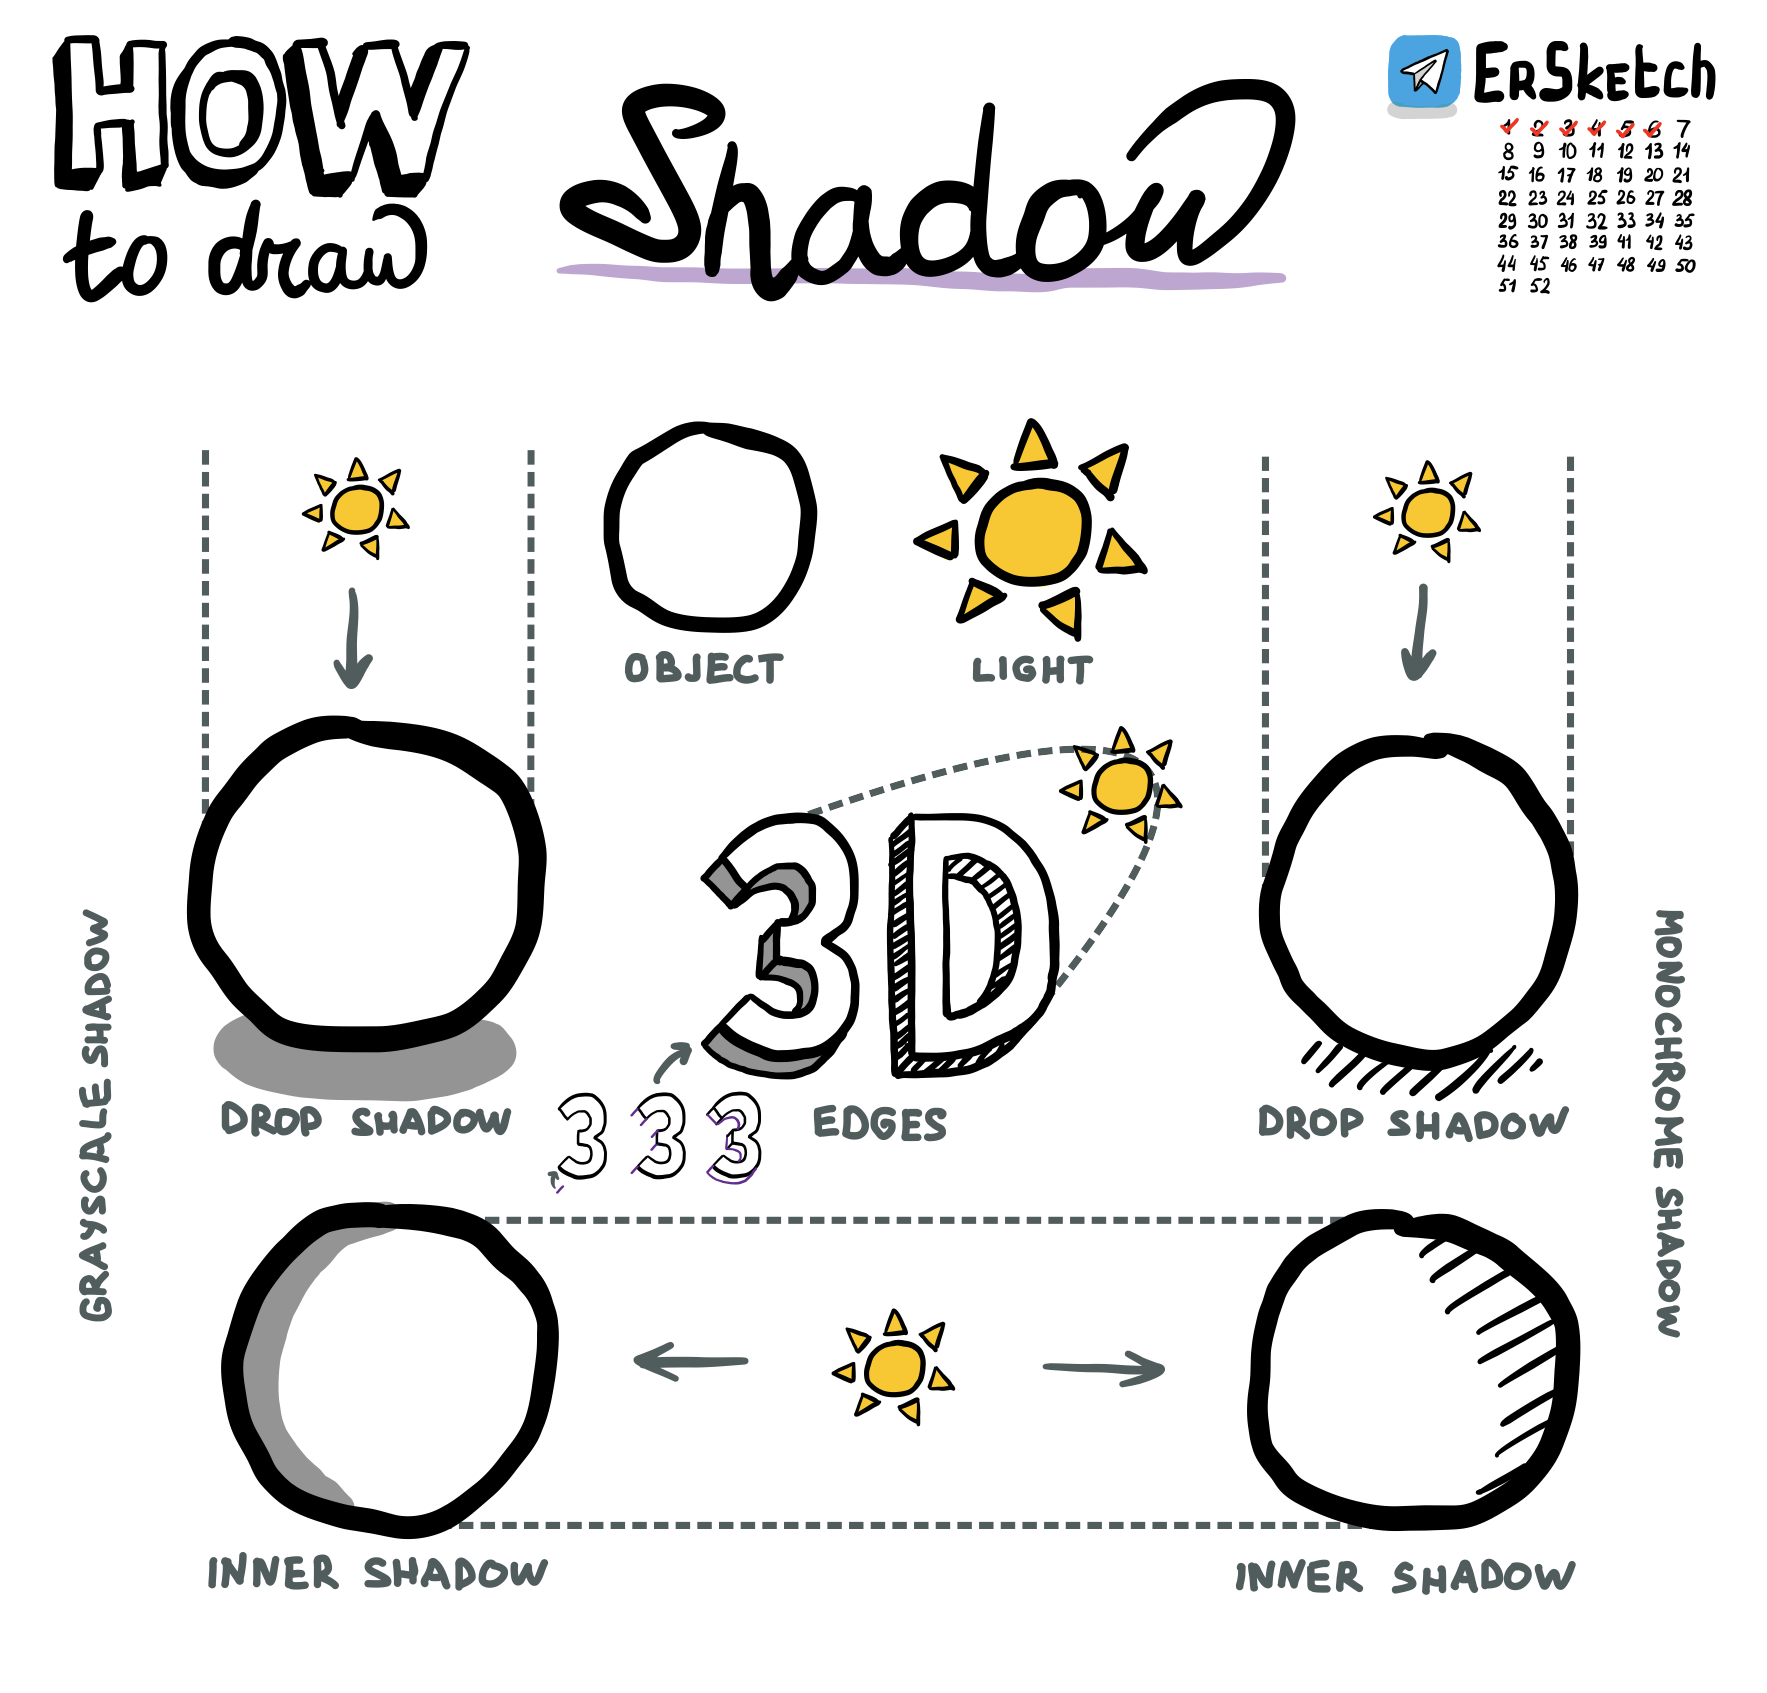 HOW
to draw
Shadow
ErSketch
1 2 3 4 5 6 7
8 9 10 11 12 13 14
15 16 17 18 19 20 21
22 23 24 25 26 27 28
29 30 31 32 33 34 35
36 37 38 39 41 42 43
44 45 46 47 48 49 50
51 52
OBJECT
LIGHT
3D
GRAYSCALE SHADOW
MONOCHROME SHADOW
DROP SHADOW
3 3 3
EDGES
DROP SHADOW
INNER SHADOW
INNER SHADOW